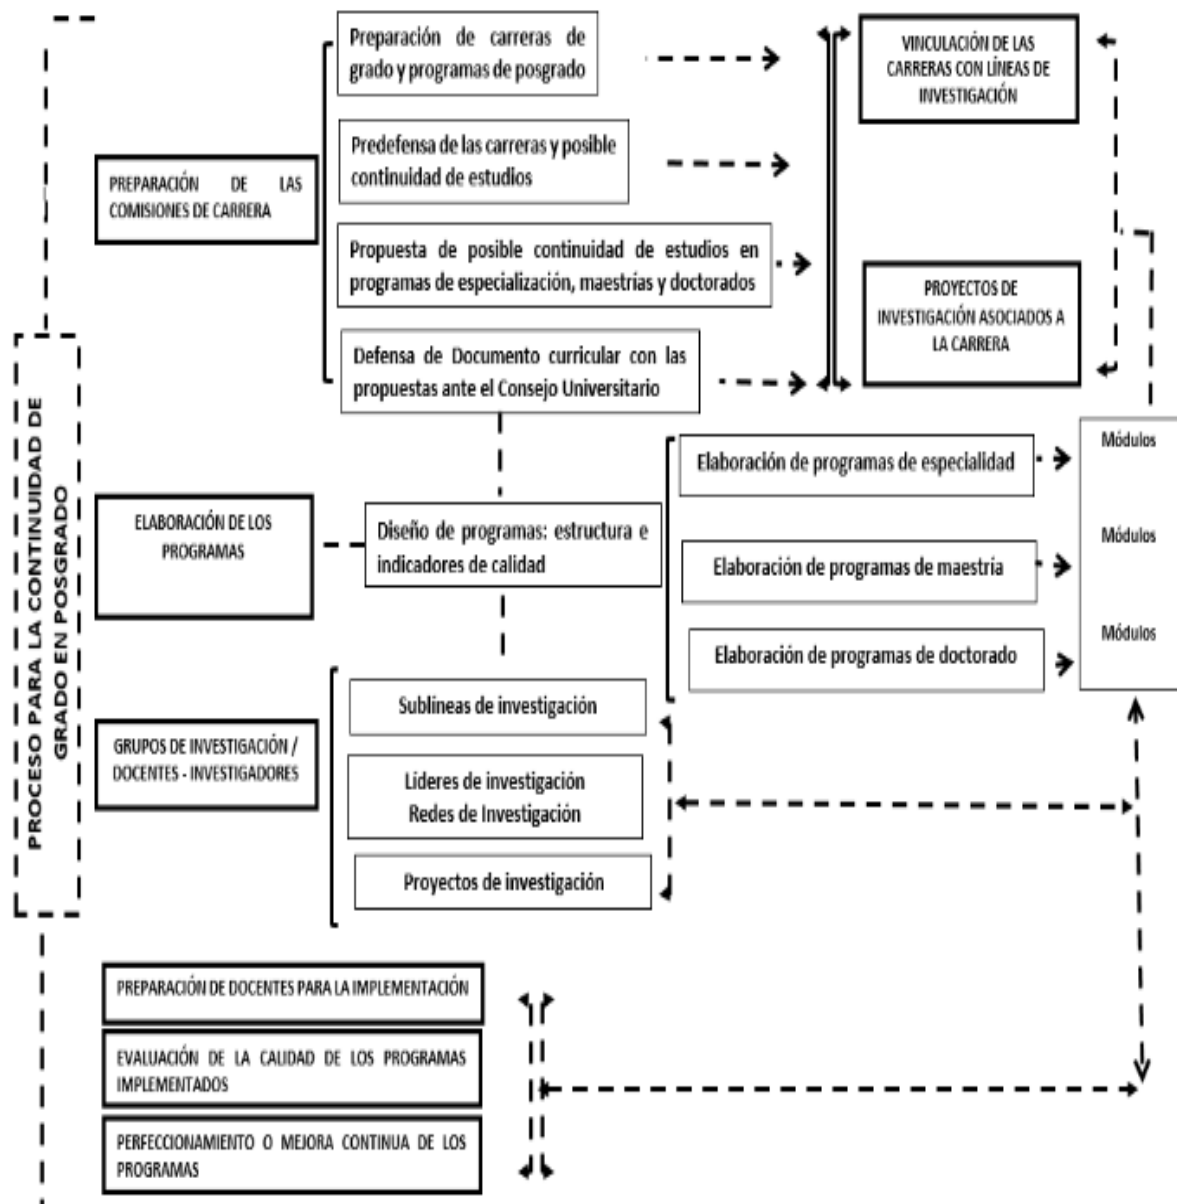 PROCESO PARA LA CONTINUIDAD DE
GRADO EN POSGRADO
PREPARACIÓN DE LAS
COMISIONES DE CARRERA
Preparación de carreras de
grado y programas de posgrado
Predefensa de las carreras y posible
continuidad de estudios
Propuesta de posible continuidad de estudios en
programas de especialización, maestrías y doctorados
Defensa de Documento curricular con las
propuestas ante el Consejo Universitario
VINCULACIÓN DE LAS
CARRERAS CON LÍNEAS DE
INVESTIGACIÓN
PROYECTOS DE
INVESTIGACIÓN ASOCIADOS A
LA CARRERA
ELABORACIÓN DE LOS
PROGRAMAS
Diseño de programas: estructura e
indicadores de calidad
Elaboración de programas de especialidad
Elaboración de programas de maestría
Elaboración de programas de doctorado
Módulos
Módulos
Módulos
GRUPOS DE INVESTIGACIÓN /
DOCENTES - INVESTIGADORES
Sublíneas de investigación
Líderes de investigación
Redes de Investigación
Proyectos de investigación
PREPARACIÓN DE DOCENTES PARA LA IMPLEMENTACIÓN
EVALUACIÓN DE LA CALIDAD DE LOS PROGRAMAS
IMPLEMENTADOS
PERFECCIONAMIENTO O MEJORA CONTINUA DE LOS
PROGRAMAS